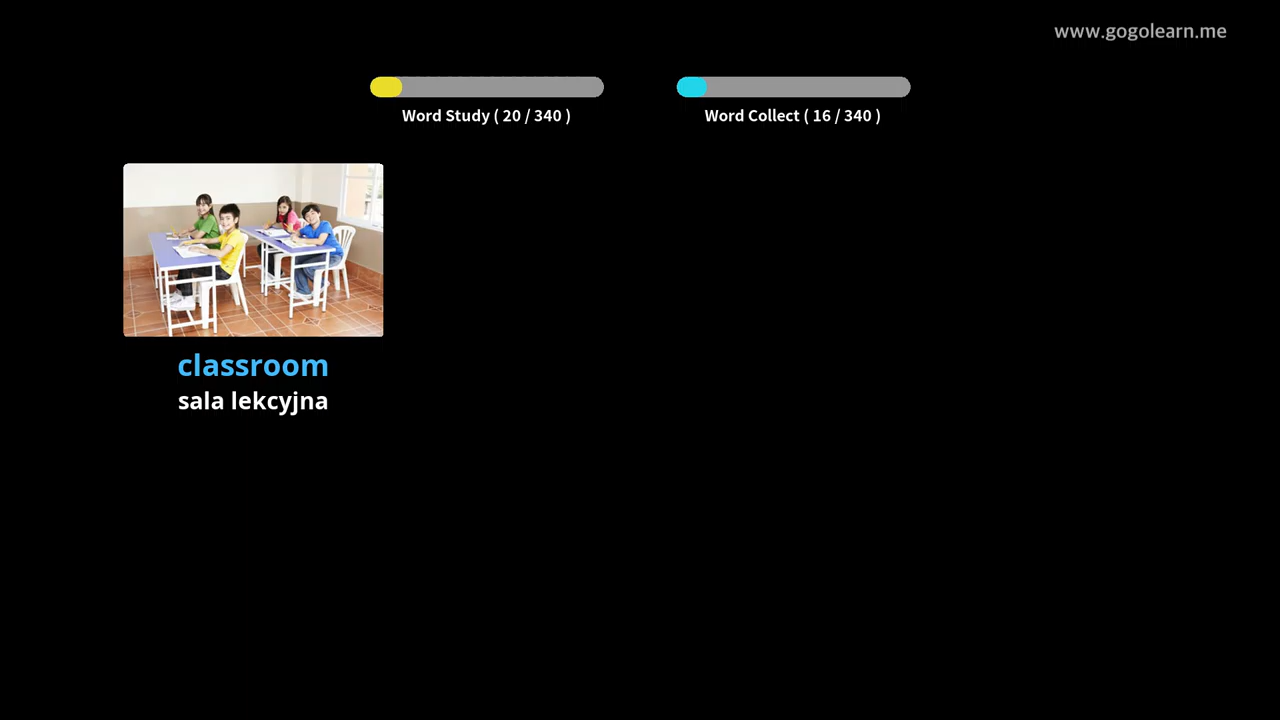 www.gogolearn.me
Word Study ( 20 / 340 )
Word Collect ( 16 / 340 )
classroom
sala lekcyjna